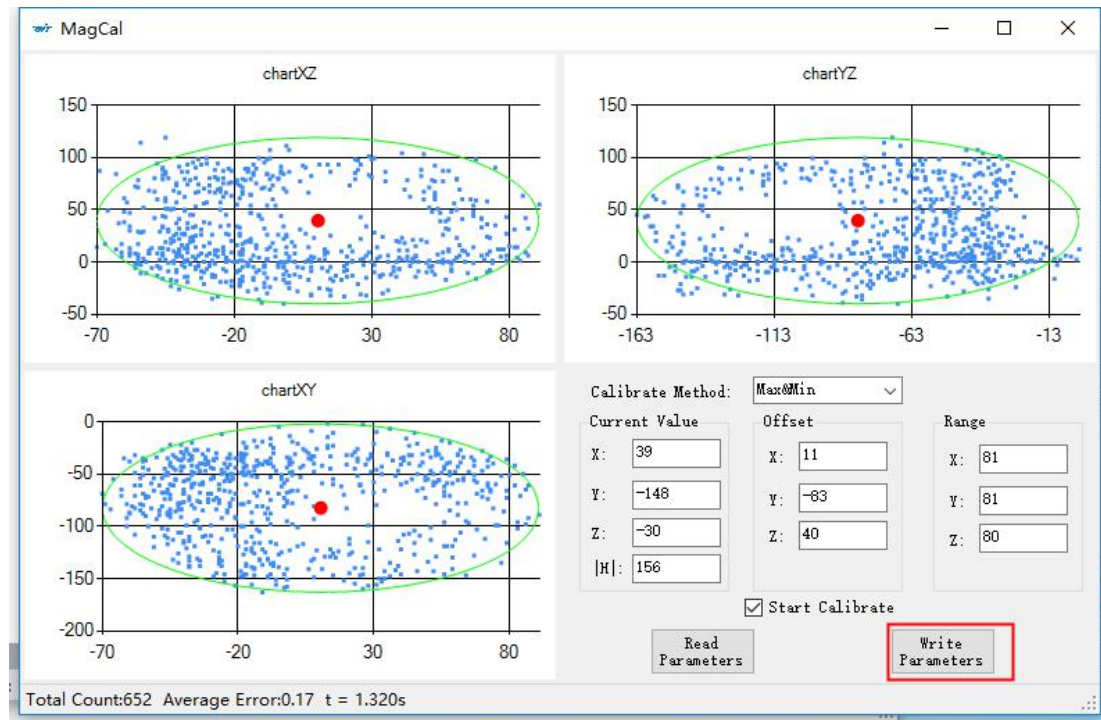 MagCal
chartXZ
150
100
50
0
-50
-70 -20 30 80
chartYZ
150
100
50
0
-50
-163 -113 -63 -13
chartXY
0
-50
-100
-150
-200
-70 -20 30 80
Calibrate Method: Max&Min
Current Value
X: 39
Y: -148
Z: -30
|H|: 156
Offset
X: 11
Y: -83
Z: 40
Range
X: 81
Y: 81
Z: 80
Start Calibrate
Read
Parameters
Write
Parameters
Total Count:652 Average Error:0.17 t = 1.320s